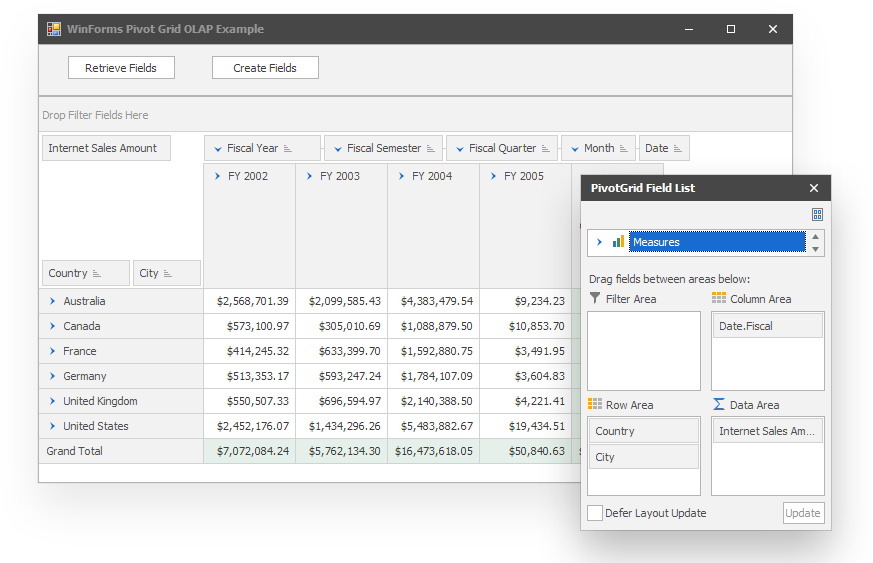 WinForms Pivot Grid OLAP Example
Retrieve Fields Create Fields
Drop Filter Fields Here
Internet Sales Amount Fiscal Year Fiscal Semester Fiscal Quarter Month Date
FY 2002 FY 2003 FY 2004 FY 2005
Country City
Australia $2,568,701.39 $2,099,585.43 $4,383,479.54 $9,234.23
Canada $573,100.97 $305,010.69 $1,088,879.50 $10,853.70
France $414,245.32 $633,399.70 $1,592,880.75 $3,491.95
Germany $513,353.17 $593,247.24 $1,784,107.09 $3,604.83
United Kingdom $550,507.33 $696,594.97 $2,140,388.50 $4,221.41
United States $2,452,176.07 $1,434,296.26 $5,483,882.67 $19,434.51
Grand Total $7,072,084.24 $5,762,134.30 $16,473,618.05 $50,840.63
PivotGrid Field List
Measures
Drag fields between areas below:
Filter Area Column Area
Date.Fiscal
Row Area Data Area
Country Internet Sales Am...
City
Defer Layout Update Update